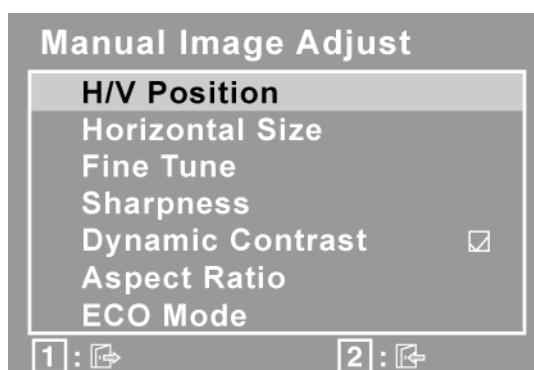 Manual Image Adjust
H/V Position
Horizontal Size
Fine Tune
Sharpness
Dynamic Contrast
Aspect Ratio
ECO Mode
1 : 2 :